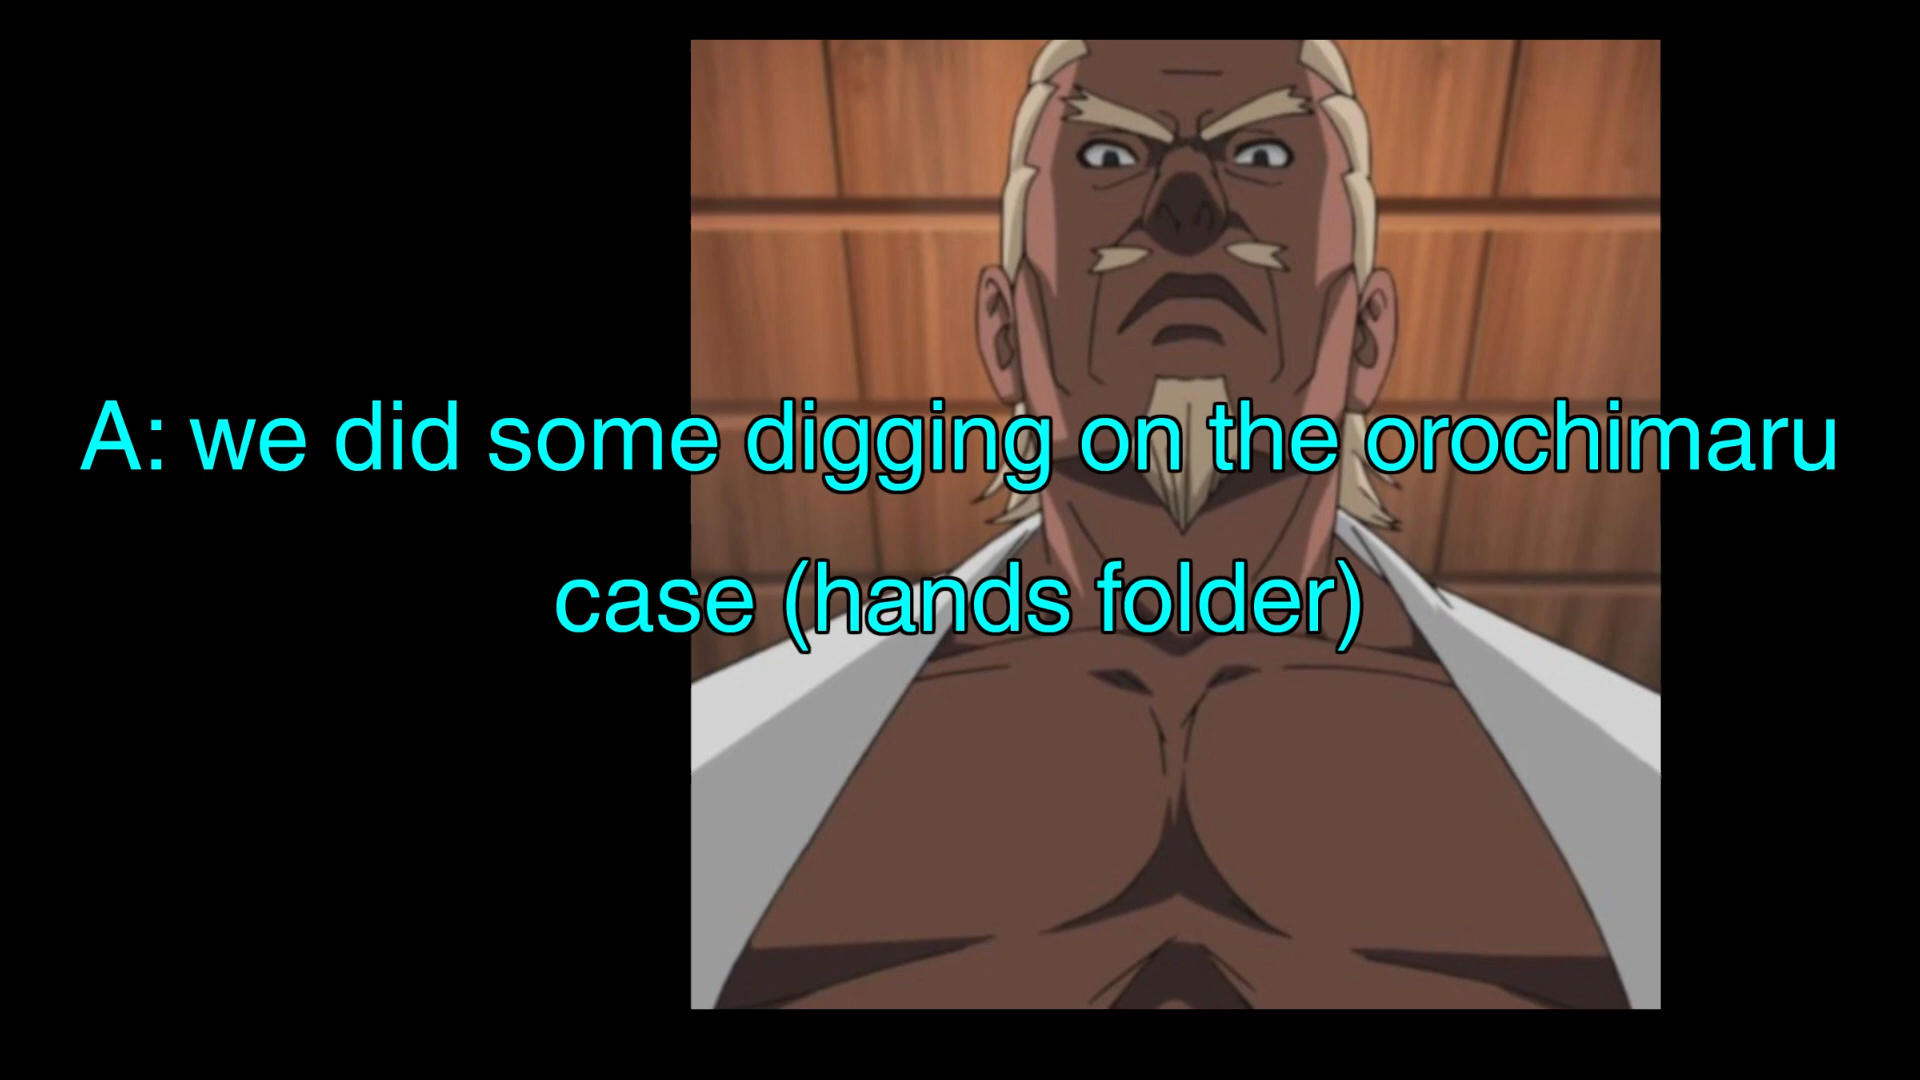 A: we did some digging on the orochimaru
case (hands folder)